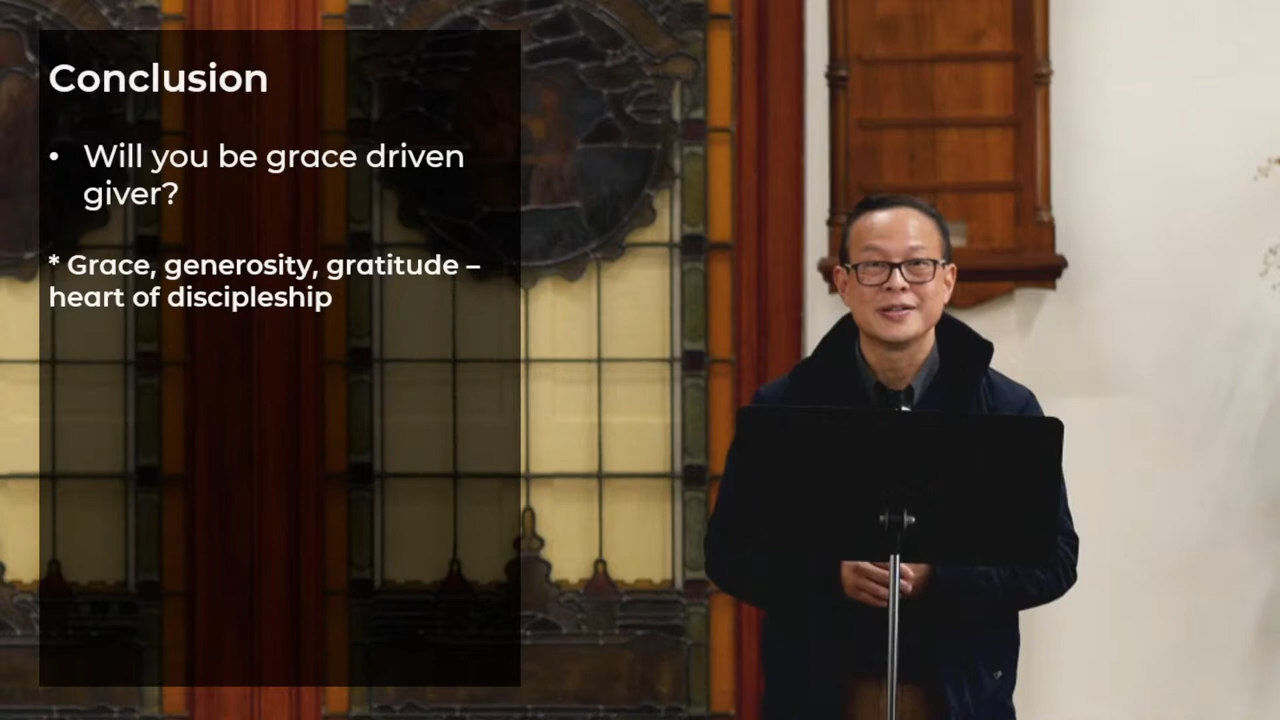 Conclusion
• Will you be grace driven
giver?
* Grace, generosity, gratitude –
heart of discipleship